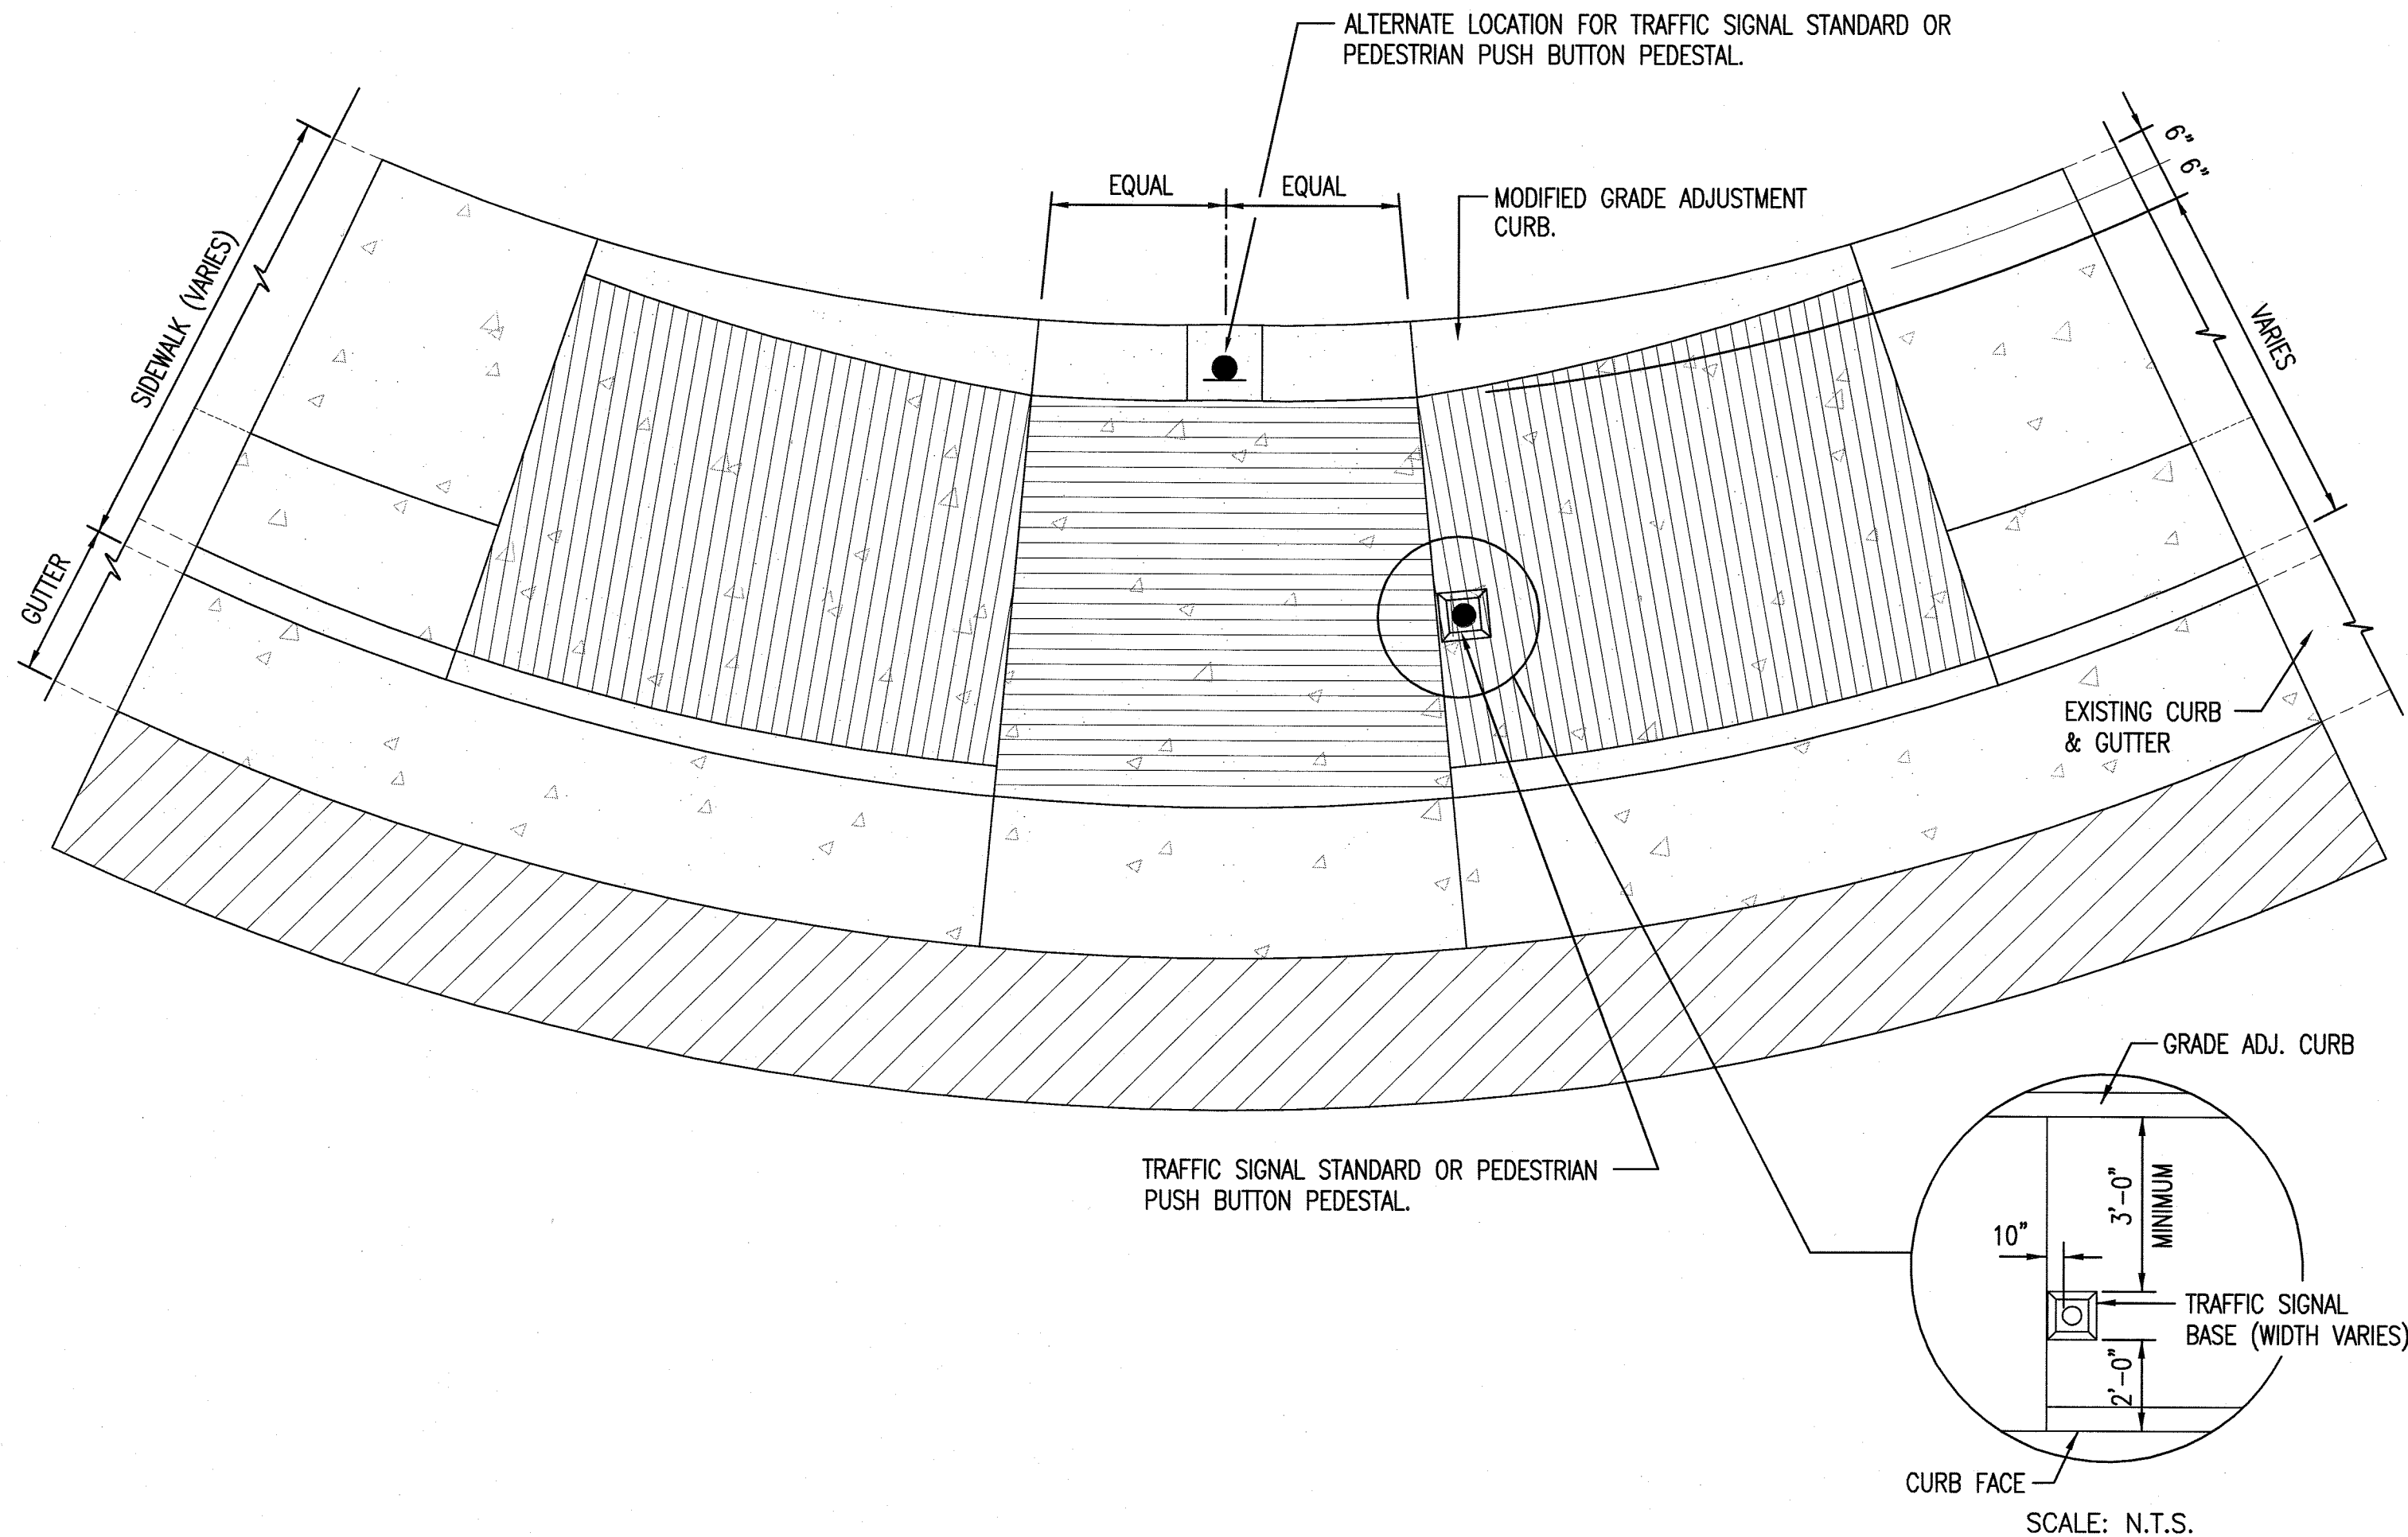 ALTERNATE LOCATION FOR TRAFFIC SIGNAL STANDARD OR
PEDESTRIAN PUSH BUTTON PEDESTAL.
6"
6"
EQUAL
EQUAL
MODIFIED GRADE ADJUSTMENT
CURB.
SIDEWALK (VARIES)
VARIES
GUTTER
EXISTING CURB
& GUTTER
GRADE ADJ. CURB
TRAFFIC SIGNAL STANDARD OR PEDESTRIAN
PUSH BUTTON PEDESTAL.
3'-0"
MINIMUM
10"
TRAFFIC SIGNAL
BASE (WIDTH VARIES)
2'-0"
CURB FACE
SCALE: N.T.S.